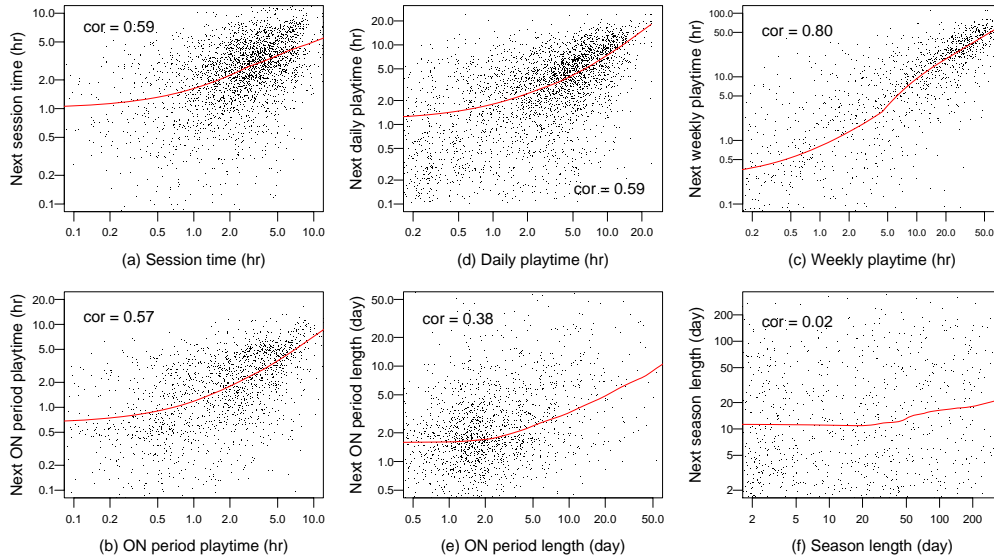 cor = 0.59
Next session time (hr)
10.0
5.0
2.0
1.0
0.5
0.2
0.1
0.1 0.2 0.5 1.0 2.0 5.0 10.0
(a) Session time (hr)
cor = 0.59
Next daily playtime (hr)
20.0
10.0
5.0
2.0
1.0
0.5
0.2
0.1
0.2 0.5 1.0 2.0 5.0 10.0 20.0
(d) Daily playtime (hr)
cor = 0.80
Next weekly playtime (hr)
100.0
50.0
10.0
5.0
1.0
0.5
0.1
0.2 0.5 1.0 2.0 5.0 10.0 20.0 50.0
(c) Weekly playtime (hr)
cor = 0.57
Next ON period playtime (hr)
20.0
10.0
5.0
2.0
1.0
0.5
0.2
0.1
0.1 0.2 0.5 1.0 2.0 5.0 10.0
(b) ON period playtime (hr)
cor = 0.38
Next ON period length (day)
50.0
20.0
10.0
5.0
2.0
1.0
0.5
0.5 1.0 2.0 5.0 10.0 20.0 50.0
(e) ON period length (day)
cor = 0.02
Next season length (day)
200
100
50
20
10
5
2
2 5 10 20 50 100 200
(f) Season length (day)